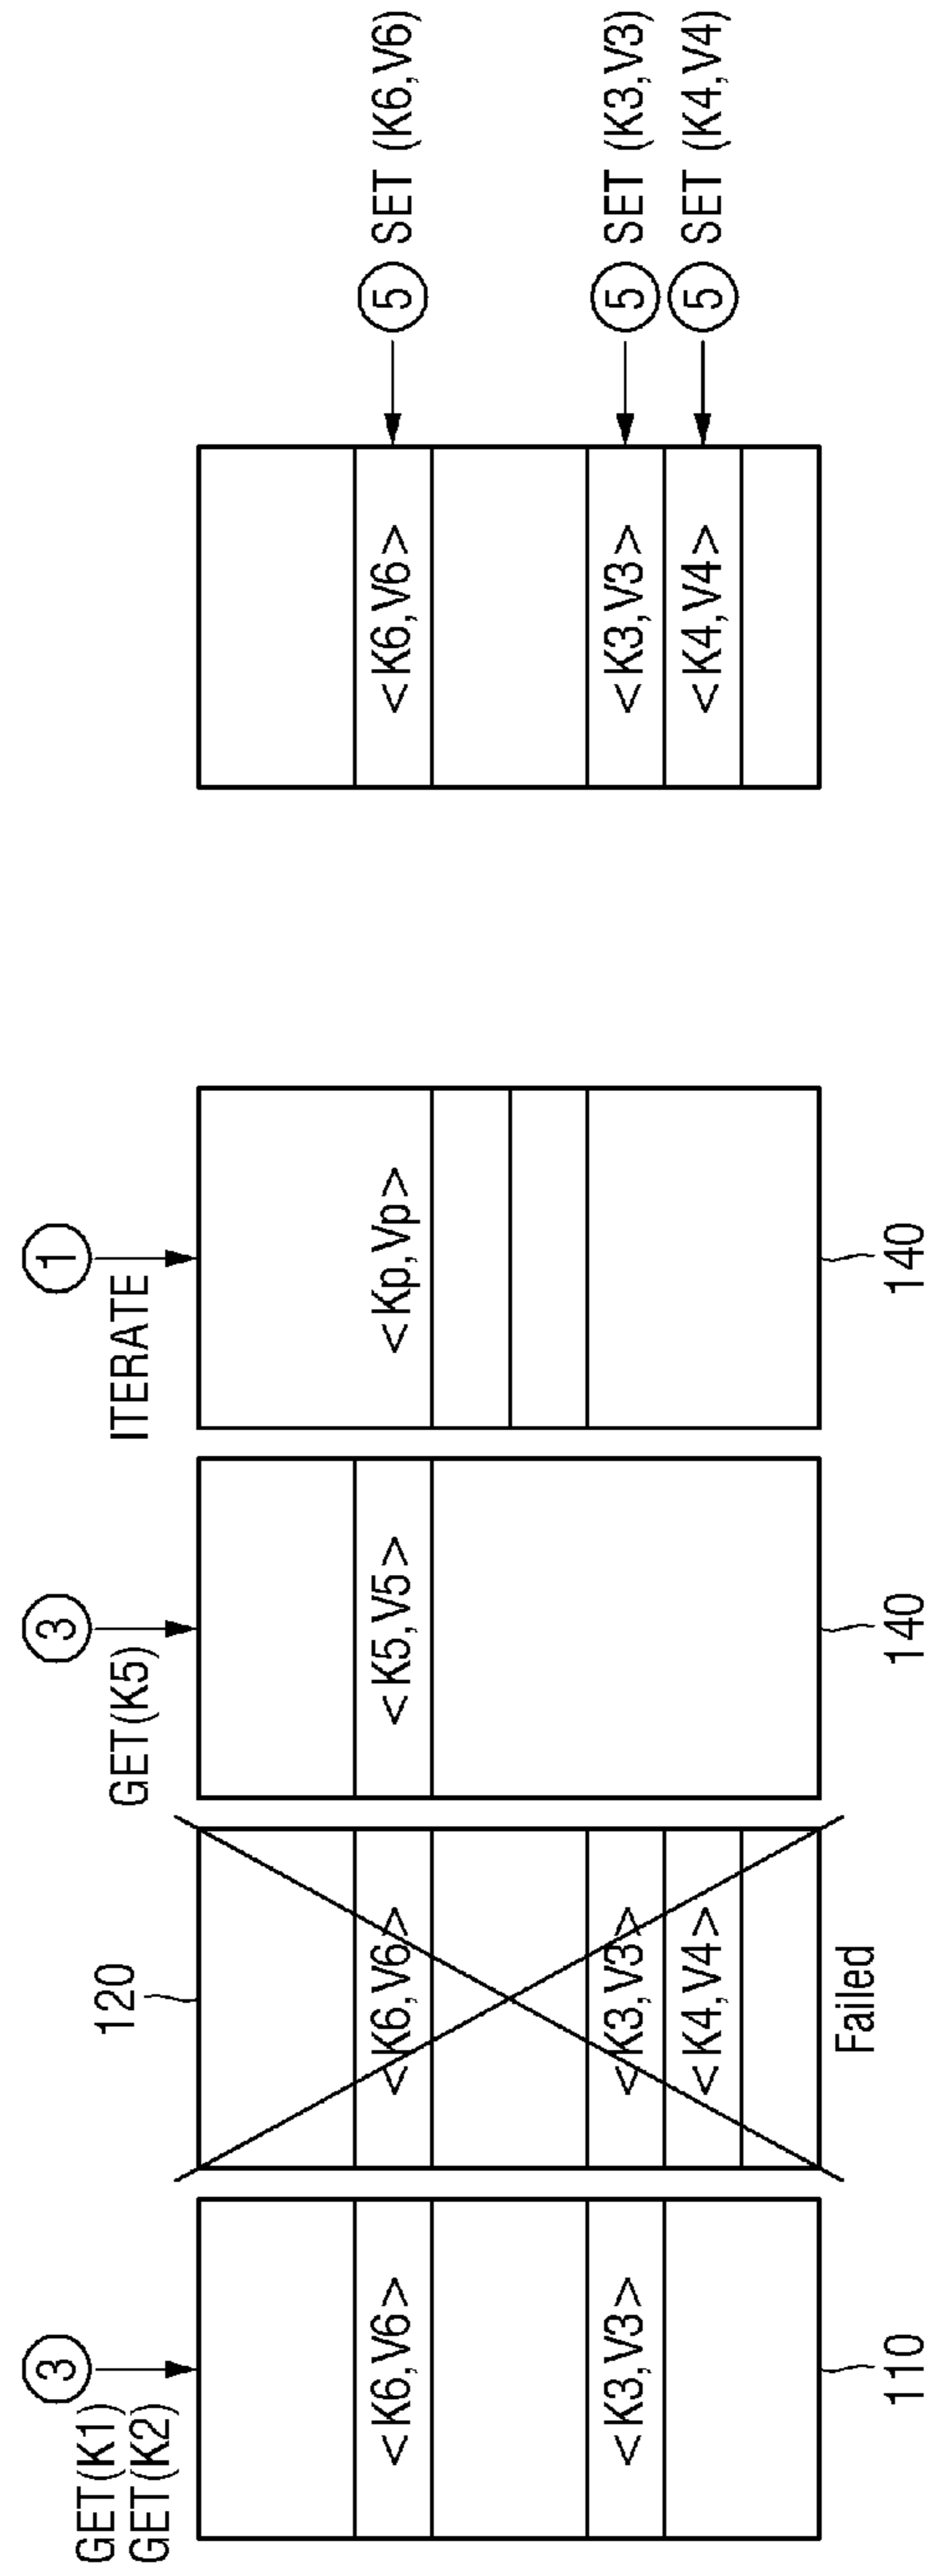 3
GET(K1)
GET(K2)
<K6,V6>
<K3,V3>
110
120
<K6,V6>
<K3,V3>
<K4,V4>
Failed
3
GET(K5)
<K5,V5>
140
1
ITERATE
<Kp,Vp>
140
<K6,V6>
<K3,V3>
<K4,V4>
5 SET (K6,V6)
5 SET (K3,V3)
5 SET (K4,V4)